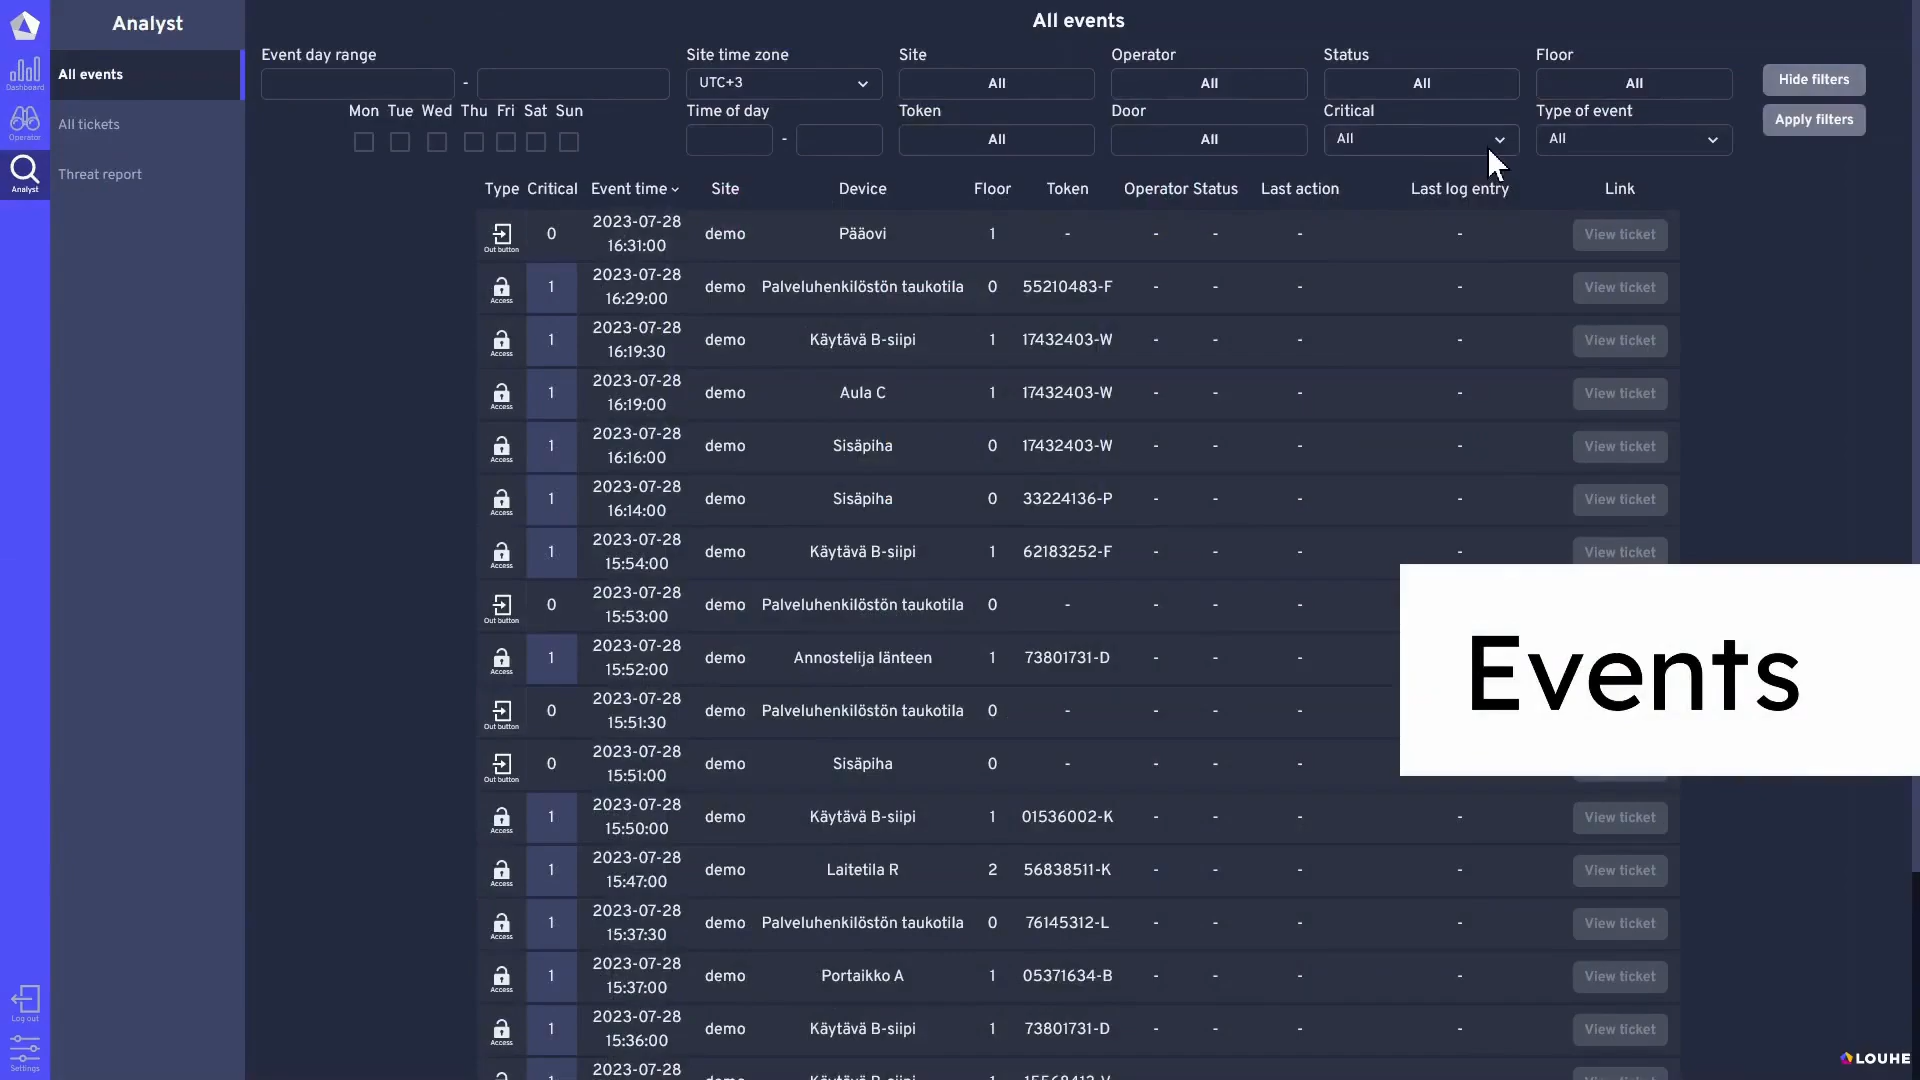 Analyst
All events
All tickets
Threat report
Dashboard
Operator
Analyst
Log out
Settings
All events
Event day range
-
Mon Tue Wed Thu Fri Sat Sun
Site time zone
UTC+3
Time of day
-
Site
All
Token
All
Operator
All
Door
All
Status
All
Critical
All
Floor
All
Type of event
All
Hide filters
Apply filters
Type Critical Event time Site Device Floor Token Operator Status Last action Last log entry Link
Out button 0 2023-07-28 16:31:00 demo Pääovi 1 - - - - - View ticket
Access 1 2023-07-28 16:29:00 demo Palveluhenkilöstön taukotila 0 55210483-F - - - - View ticket
Access 1 2023-07-28 16:19:30 demo Käytävä B-siipi 1 17432403-W - - - - View ticket
Access 1 2023-07-28 16:19:00 demo Aula C 1 17432403-W - - - - View ticket
Access 1 2023-07-28 16:16:00 demo Sisäpiha 0 17432403-W - - - - View ticket
Access 1 2023-07-28 16:14:00 demo Sisäpiha 0 33224136-P - - - - View ticket
Access 1 2023-07-28 15:54:00 demo Käytävä B-siipi 1 62183252-F - - - - View ticket
Out button 0 2023-07-28 15:53:00 demo Palveluhenkilöstön taukotila 0 - - - -
Access 1 2023-07-28 15:52:00 demo Annostelija länteen 1 73801731-D - - -
Out button 0 2023-07-28 15:51:30 demo Palveluhenkilöstön taukotila 0 - - - -
Out button 0 2023-07-28 15:51:00 demo Sisäpiha 0 - - - -
Access 1 2023-07-28 15:50:00 demo Käytävä B-siipi 1 01536002-K - - - - View ticket
Access 1 2023-07-28 15:47:00 demo Laitetila R 2 56838511-K - - - - View ticket
Access 1 2023-07-28 15:37:30 demo Palveluhenkilöstön taukotila 0 76145312-L - - - - View ticket
Access 1 2023-07-28 15:37:00 demo Portaikko A 1 05371634-B - - - - View ticket
Access 1 2023-07-28 15:36:00 demo Käytävä B-siipi 1 73801731-D - - - - View ticket
2023-07-28
Events
LOUHE